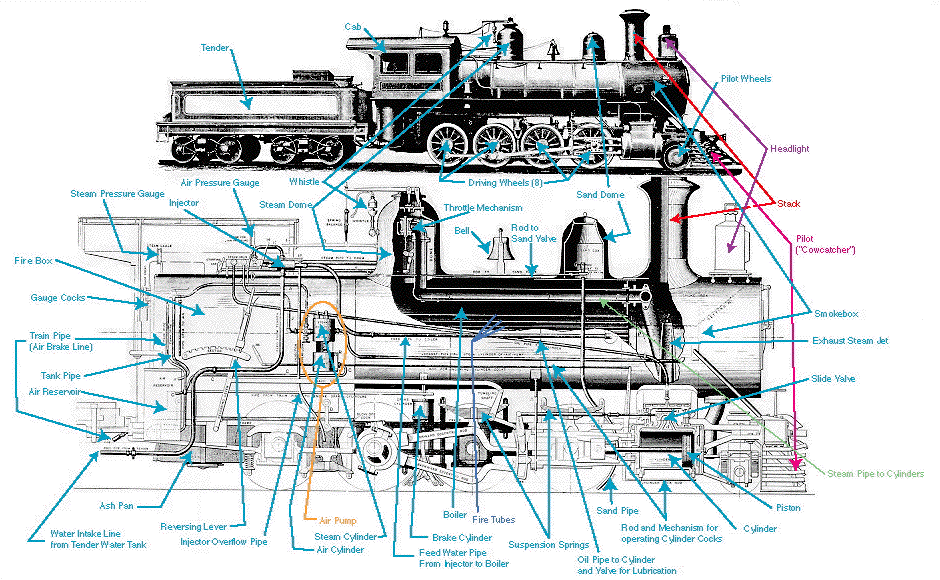 Cab
Tender
Pilot Wheels
Headlight
Air Pressure Gauge
Whistle
Driving Wheels (8)
Steam Pressure Gauge
Injector
Steam Dome
Sand Dome
Throttle Mechanism
Stack
Bell
Rod to
Sand Valve
Pilot
("Cowcatcher")
Fire Box
Gauge Cocks
Smokebox
Train Pipe
(Air Brake Line)
Exhaust Steam Jet
Tank Pipe
Slide Valve
Air Reservoir
Steam Pipe to Cylinders
Ash Pan
Sand Pipe
Piston
Boiler
Fire Tubes
Air Pump
Reversing Lever
Rod and Mechanism for
operating Cylinder Cocks
Cylinder
Water Intake Line
from Tender Water Tank
Injector Overflow Pipe
Steam Cylinder
Air Cylinder
Brake Cylinder
Suspension Springs
Feed Water Pipe
From Injector to Boiler
Oil Pipe to Cylinder
and Valve for Lubrication